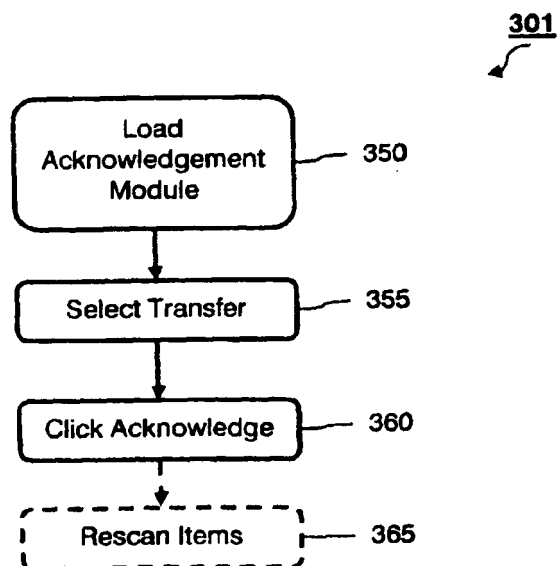 301
Load
Acknowledgement
Module
350
Select Transfer
355
Click Acknowledge
360
Rescan Items
365